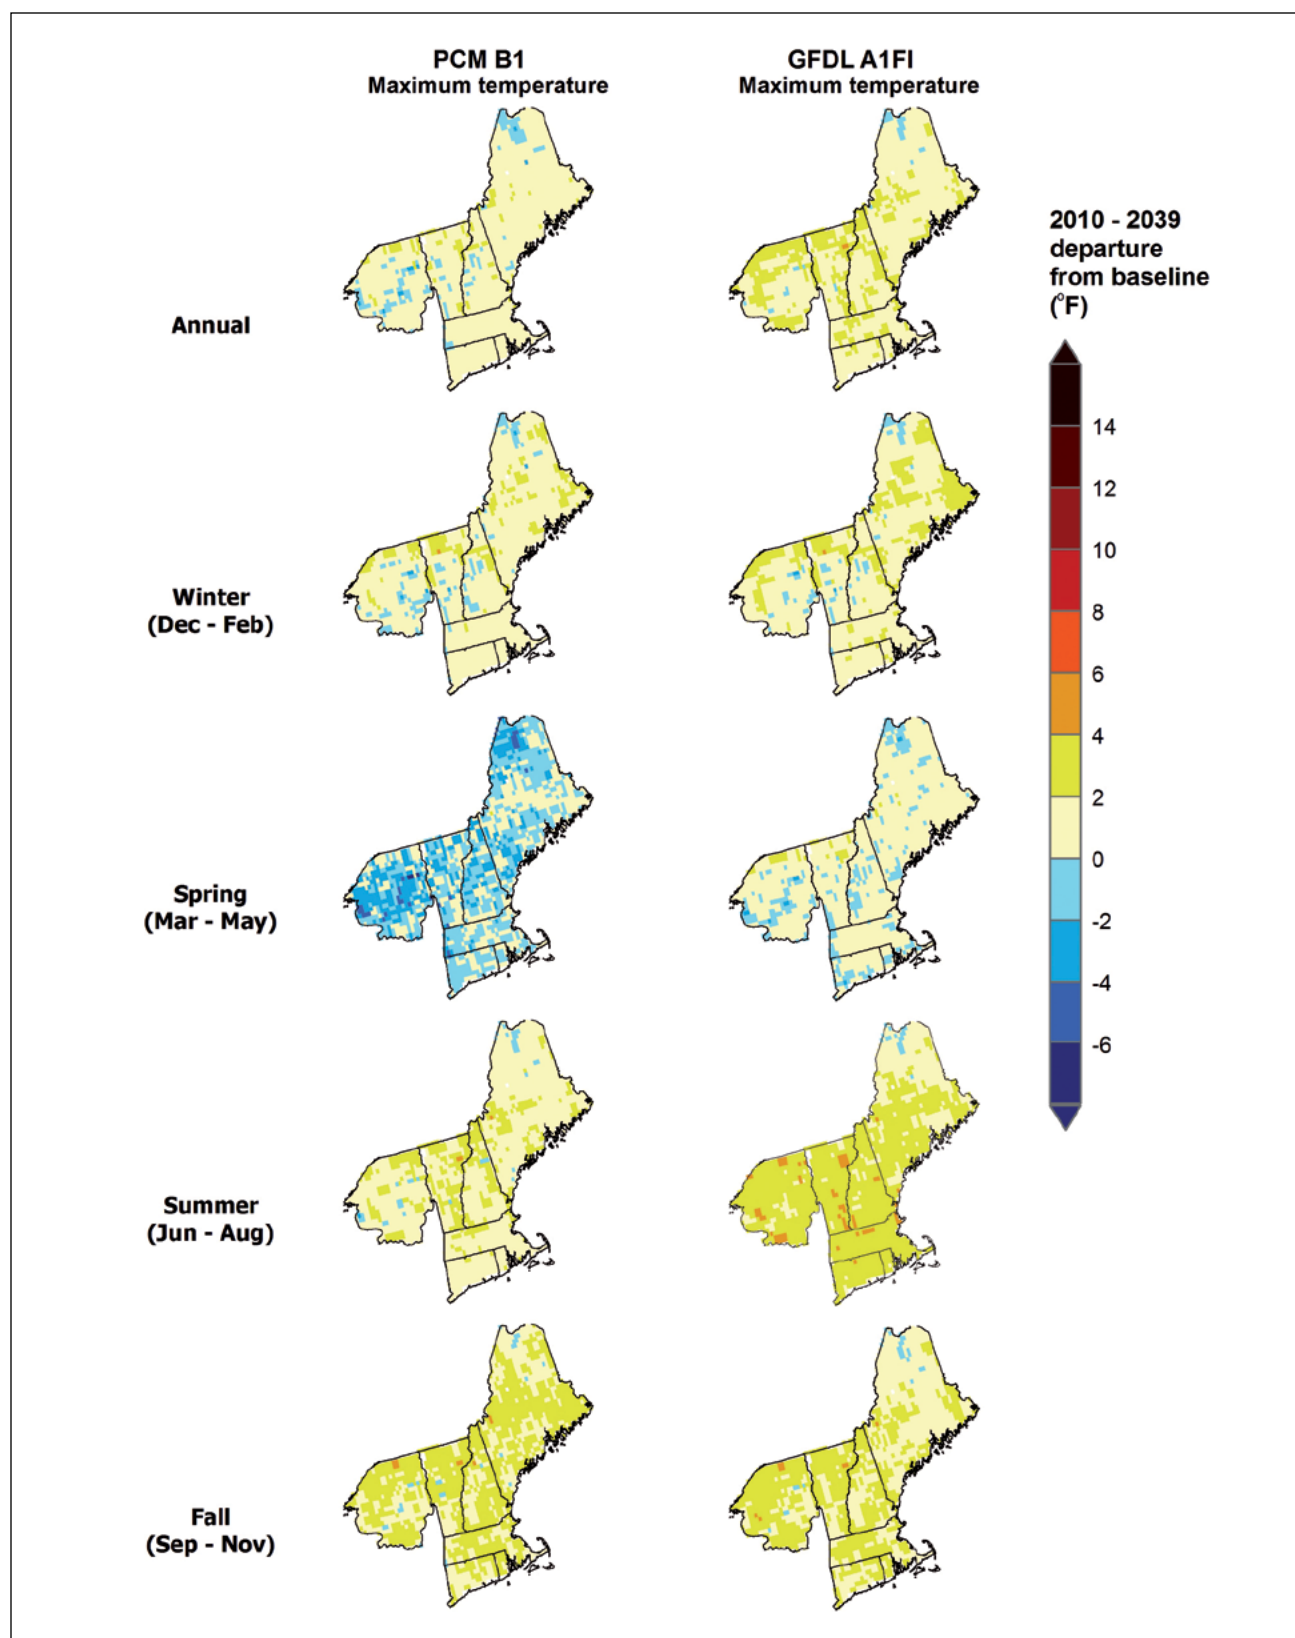 PCM B1
Maximum temperature
GFDL A1FI
Maximum temperature
2010 - 2039
departure
from baseline
(°F)
Annual
14
12
10
8
6
4
2
0
-2
-4
-6
Winter
(Dec - Feb)
Spring
(Mar - May)
Summer
(Jun - Aug)
Fall
(Sep - Nov)